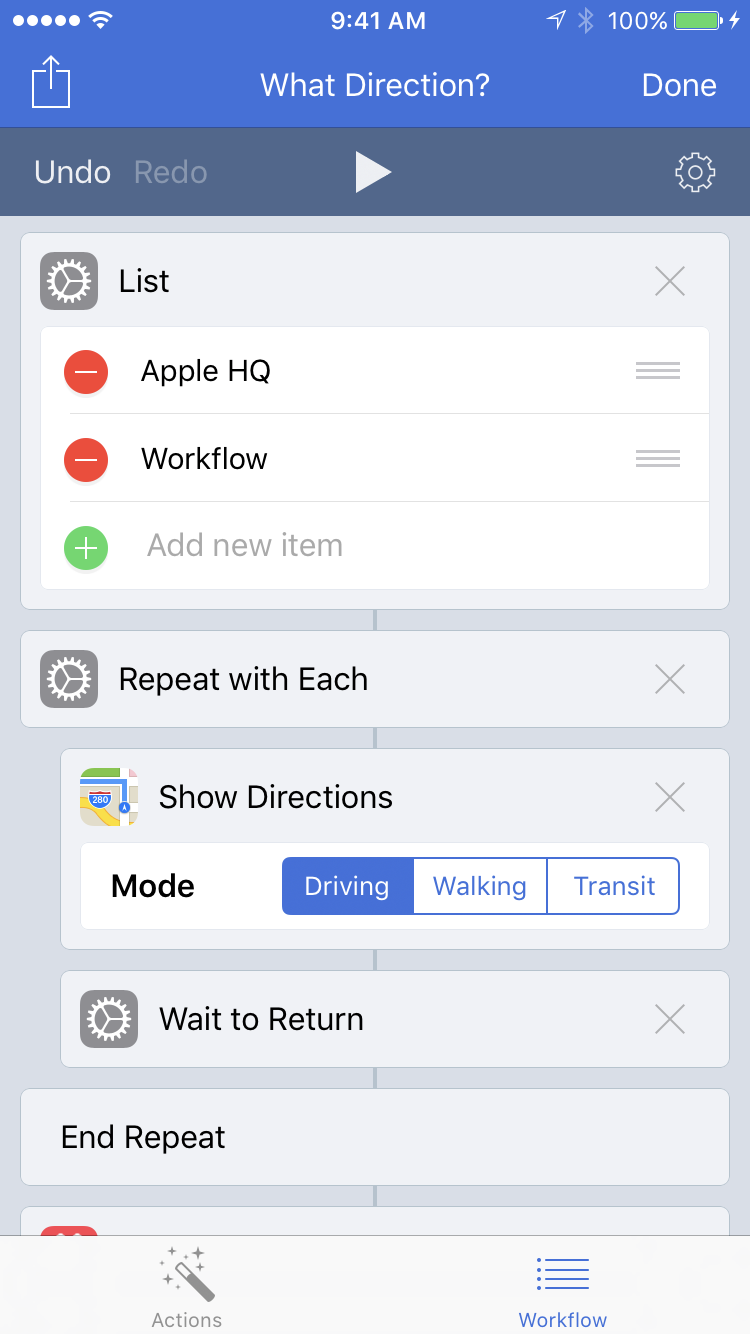 9:41 AM 100%
What Direction? Done
Undo Redo
List
Apple HQ
Workflow
Add new item
Repeat with Each
280
Show Directions
Mode Driving Walking Transit
Wait to Return
End Repeat
Actions Workflow